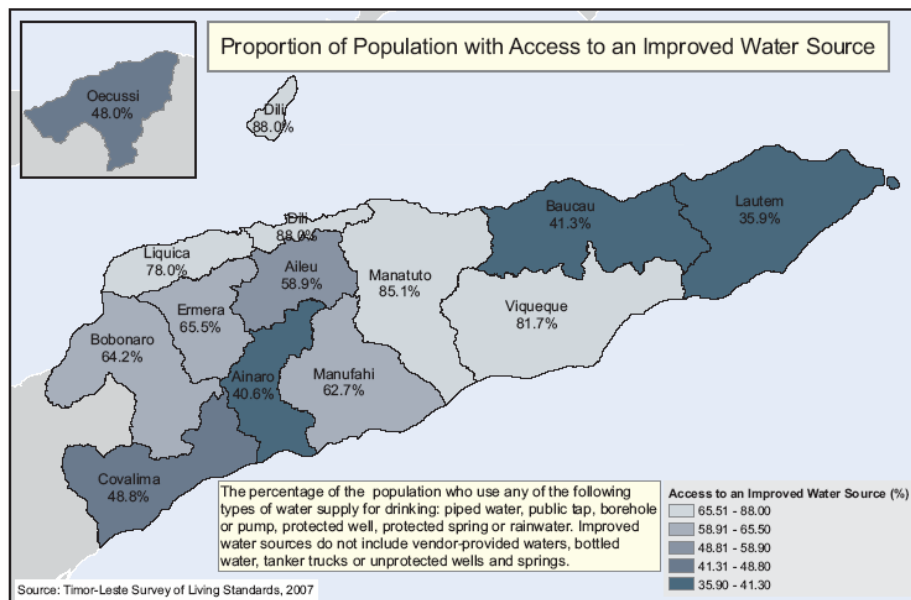 Proportion of Population with Access to an Improved Water Source
Oecussi
48.0%
Dili
88.0%
Dili
88.0%
Liquica
78.0%
Aileu
58.9%
Manatuto
85.1%
Baucau
41.3%
Lautem
35.9%
Viqueque
81.7%
Ermera
65.5%
Bobonaro
64.2%
Ainaro
40.6%
Manufahi
62.7%
Covalima
48.8%
The percentage of the population who use any of the following
types of water supply for drinking: piped water, public tap, borehole
or pump, protected well, protected spring or rainwater. Improved
water sources do not include vendor-provided waters, bottled
water, tanker trucks or unprotected wells and springs.
Access to an Improved Water Source (%)
65.51 - 88.00
58.91 - 65.50
48.81 - 58.90
41.31 - 48.80
35.90 - 41.30
Source: Timor-Leste Survey of Living Standards, 2007